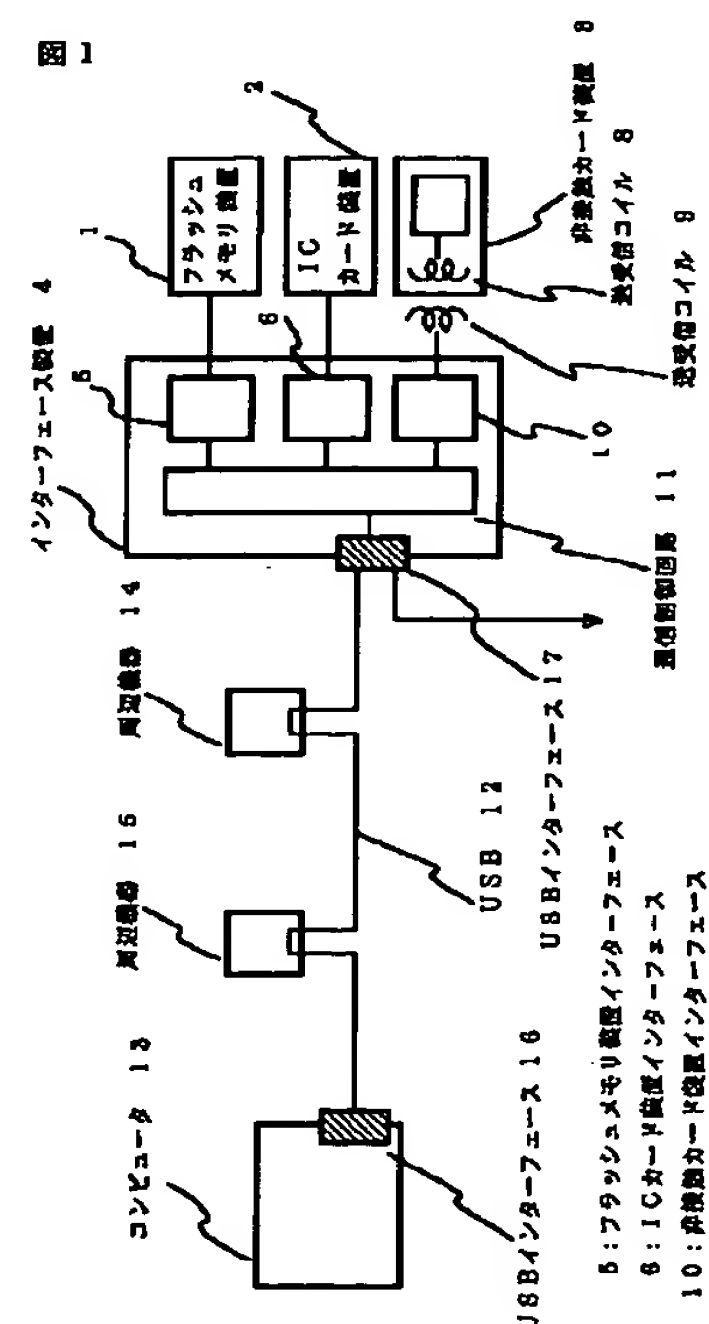 図1
コンピュータ 13
周辺機器 15
周辺機器 14
インターフェース装置 4
5
6
1
フラッシュ
メモリ装置
2
IC
カード装置
非接触カード装置 8
送受信コイル 8
送受信コイル 9
10
通信制御回路 11
USB 12
USBインターフェース 17
USBインターフェース 16
5:フラッシュメモリ装置インターフェース
6:ICカード装置インターフェース
10:非接触カード装置インターフェース